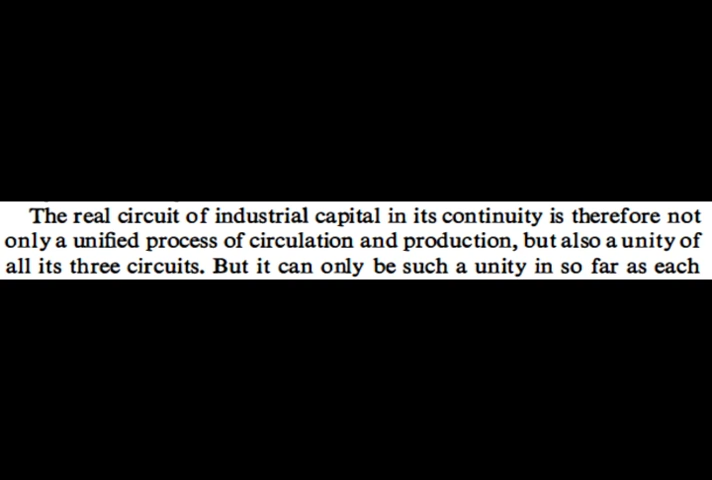 The real circuit of industrial capital in its continuity is therefore not
only a unified process of circulation and production, but also a unity of
all its three circuits. But it can only be such a unity in so far as each